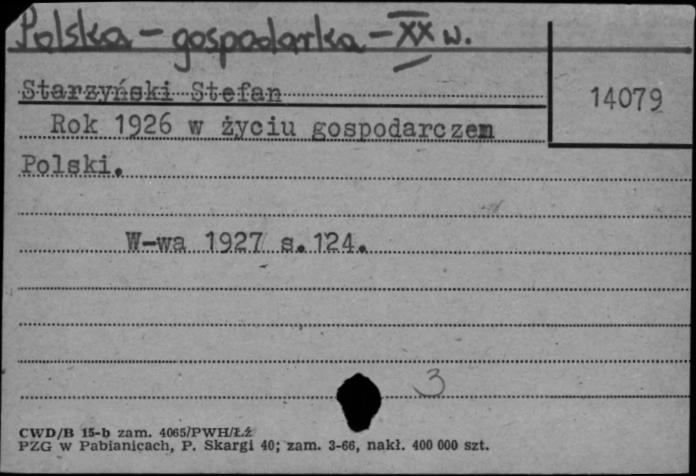 Polska - gospodarka - XX w.
Starzyński Stefan
14079
Rok 1926 w życiu gospodarczem
Polski.
W-wa 1927 s. 124.
3
CWD/B 15-b zam. 4065/PWH/Łź
PZG w Pabianicach, P. Skargi 40; zam. 3-66, nakł. 400 000 szt.